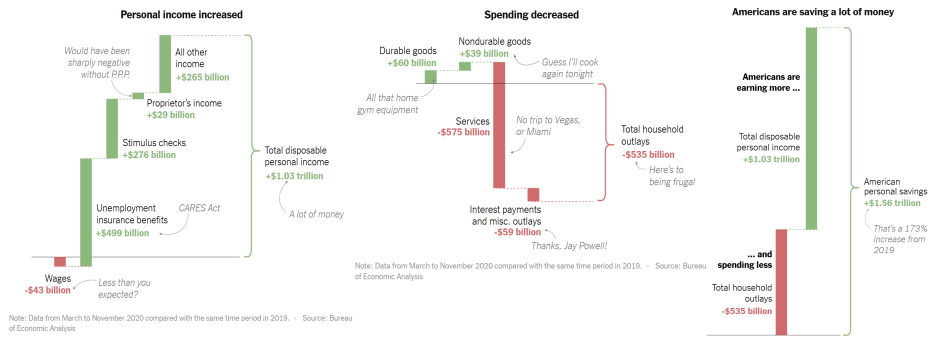 Personal income increased
Would have been
sharply negative
without P.P.P.
All other
income
+$265 billion
Proprietor's income
+$29 billion
Stimulus checks
+$276 billion
Total disposable
personal income
+$1.03 trillion
A lot of money
Unemployment
insurance benefits
+$499 billion
CARES Act
Wages
-$43 billion
Less than you
expected?
Note: Data from March to November 2020 compared with the same time period in 2019. · Source: Bureau
of Economic Analysis
Spending decreased
Durable goods
+$60 billion
Nondurable goods
+$39 billion
Guess I'll cook
again tonight
All that home
gym equipment
Services
-$575 billion
No trip to Vegas,
or Miami
Total household
outlays
-$535 billion
Here's to
being frugal
Interest payments
and misc. outlays
-$59 billion
Thanks, Jay Powell!
Note: Data from March to November 2020 compared with the same time period in 2019. · Source: Bureau
of Economic Analysis
Americans are saving a lot of money
Americans are
earning more ...
Total disposable
personal income
+$1.03 trillion
American
personal savings
+$1.56 trillion
That's a 173%
increase from
2019
... and
spending less
Total household
outlays
-$535 billion